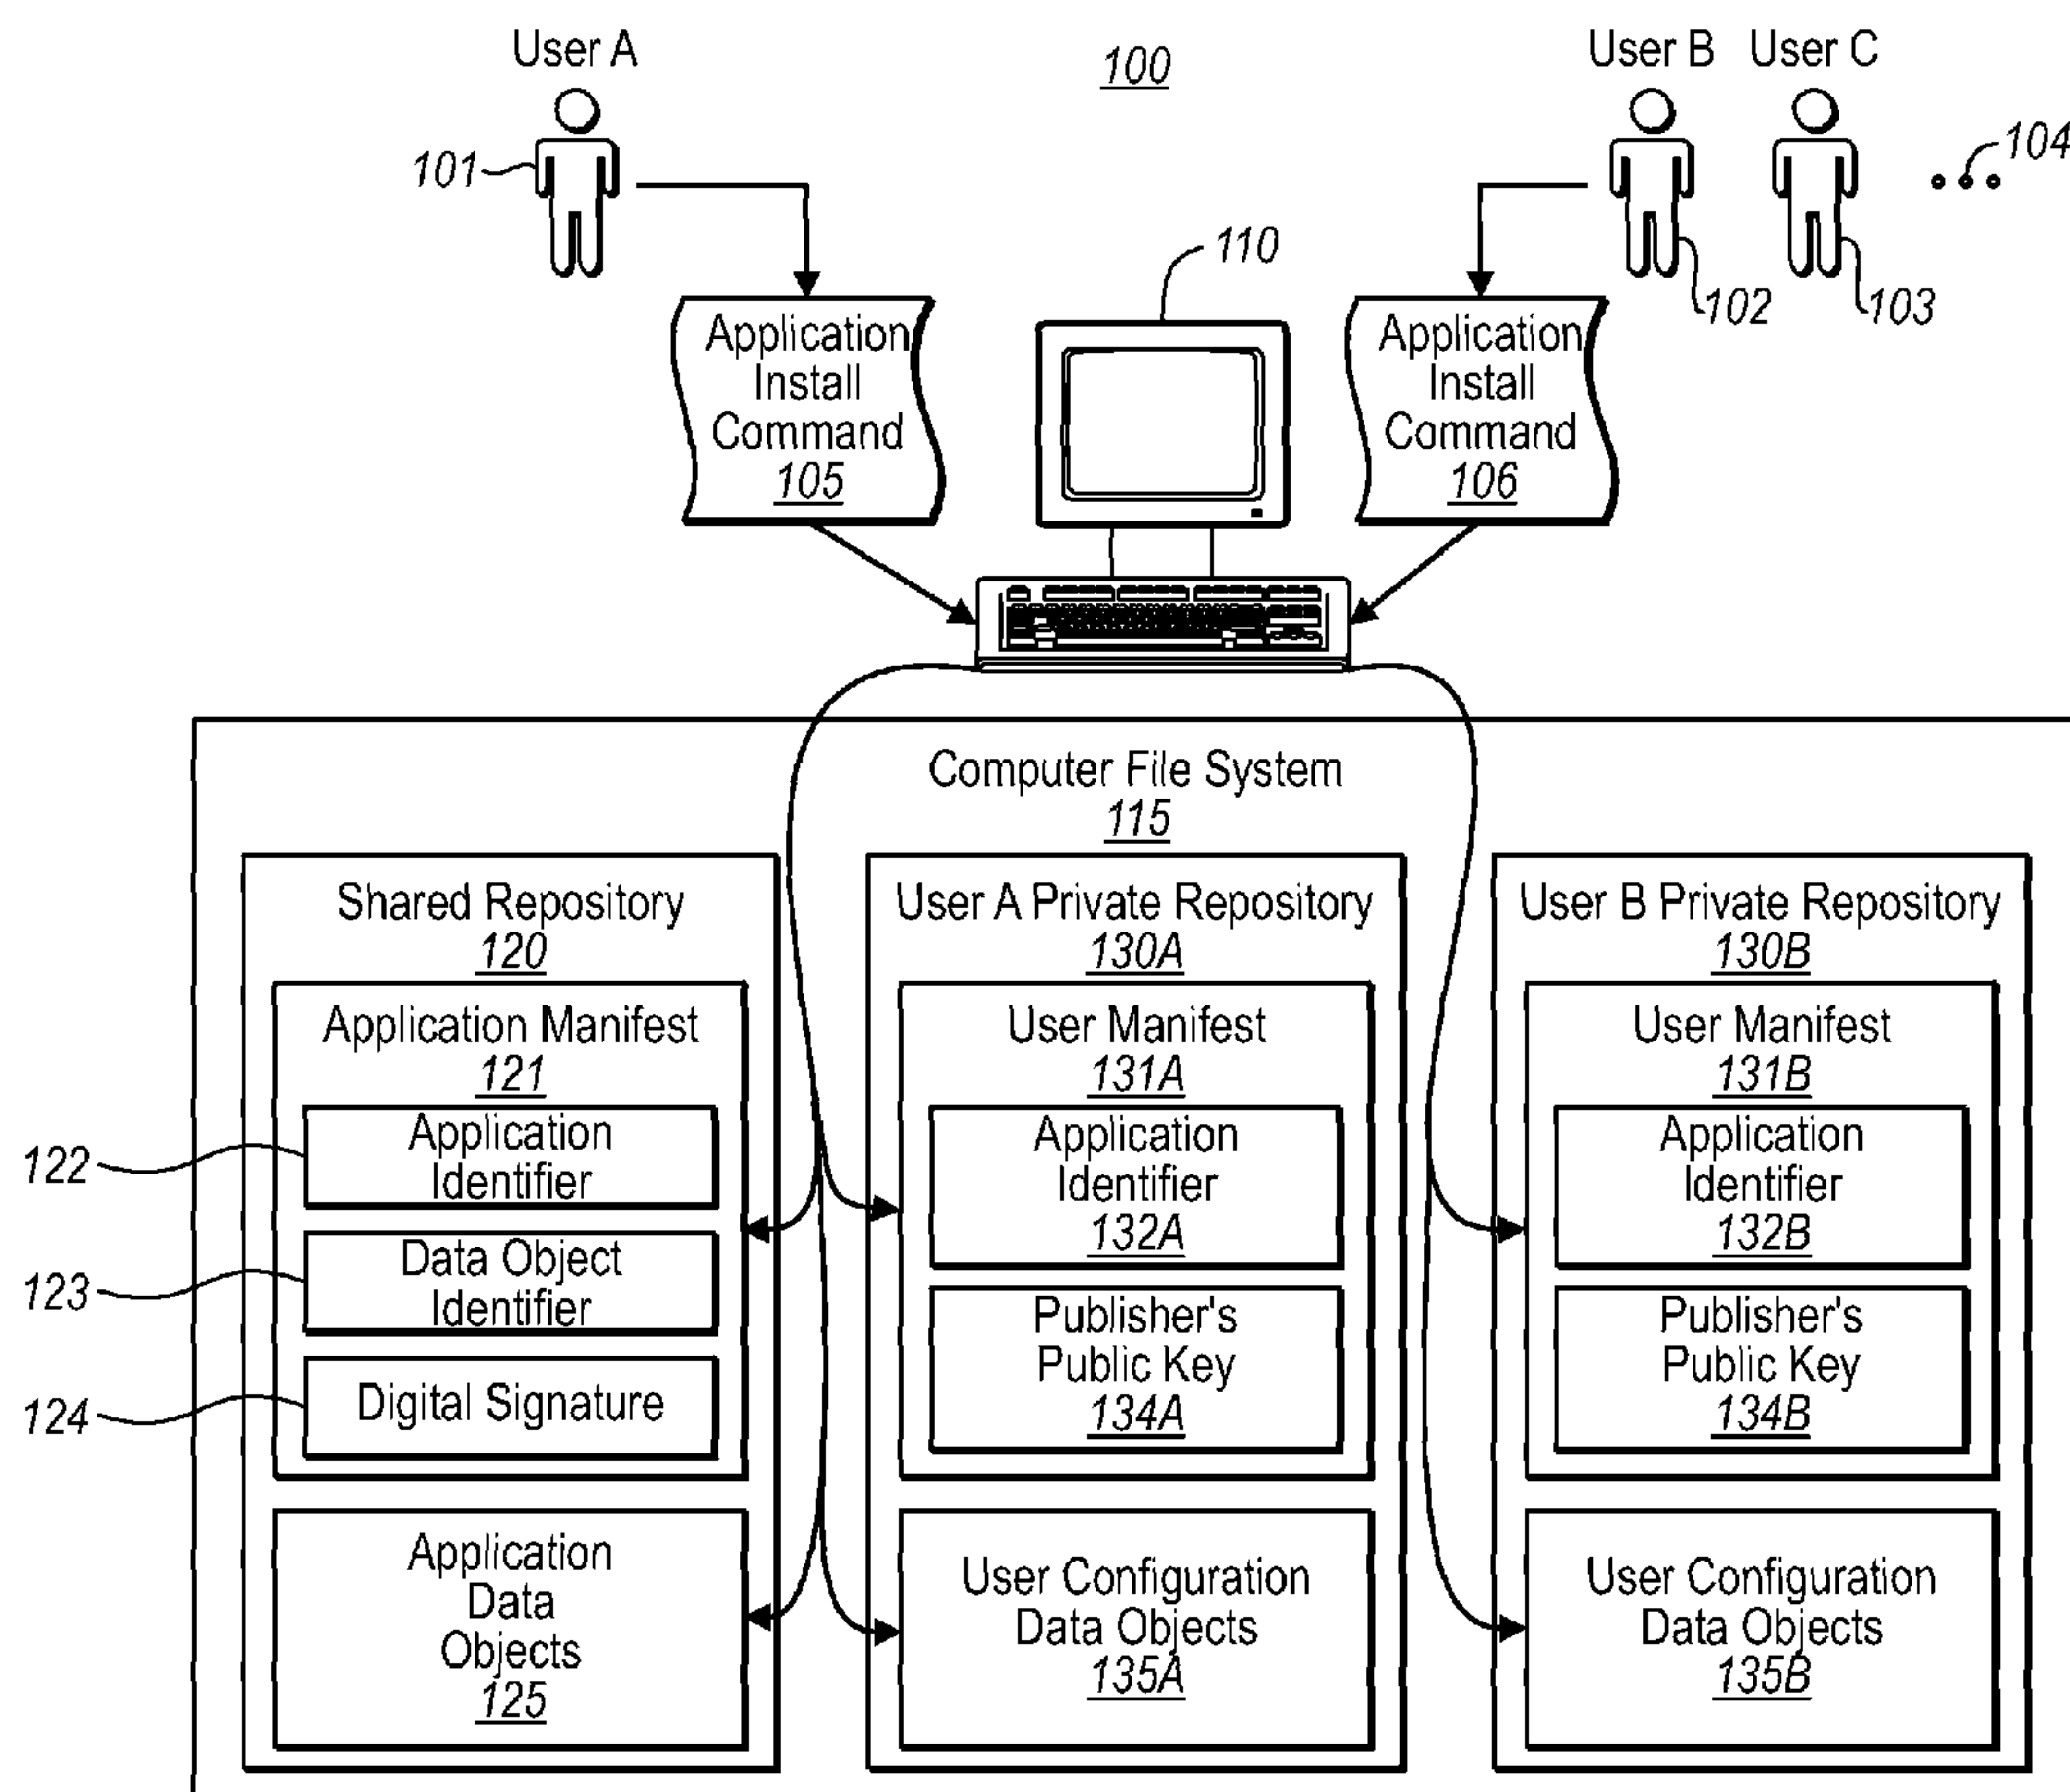 User A
100
User B
User C
101
104
110
102
103
Application
Install
Command
105
Application
Install
Command
106
Computer File System
115
Shared Repository
120
Application Manifest
121
Application
Identifier
122
Data Object
Identifier
123
Digital Signature
124
Application
Data
Objects
125
User A Private Repository
130A
User Manifest
131A
Application
Identifier
132A
Publisher's
Public Key
134A
User Configuration
Data Objects
135A
User B Private Repository
130B
User Manifest
131B
Application
Identifier
132B
Publisher's
Public Key
134B
User Configuration
Data Objects
135B